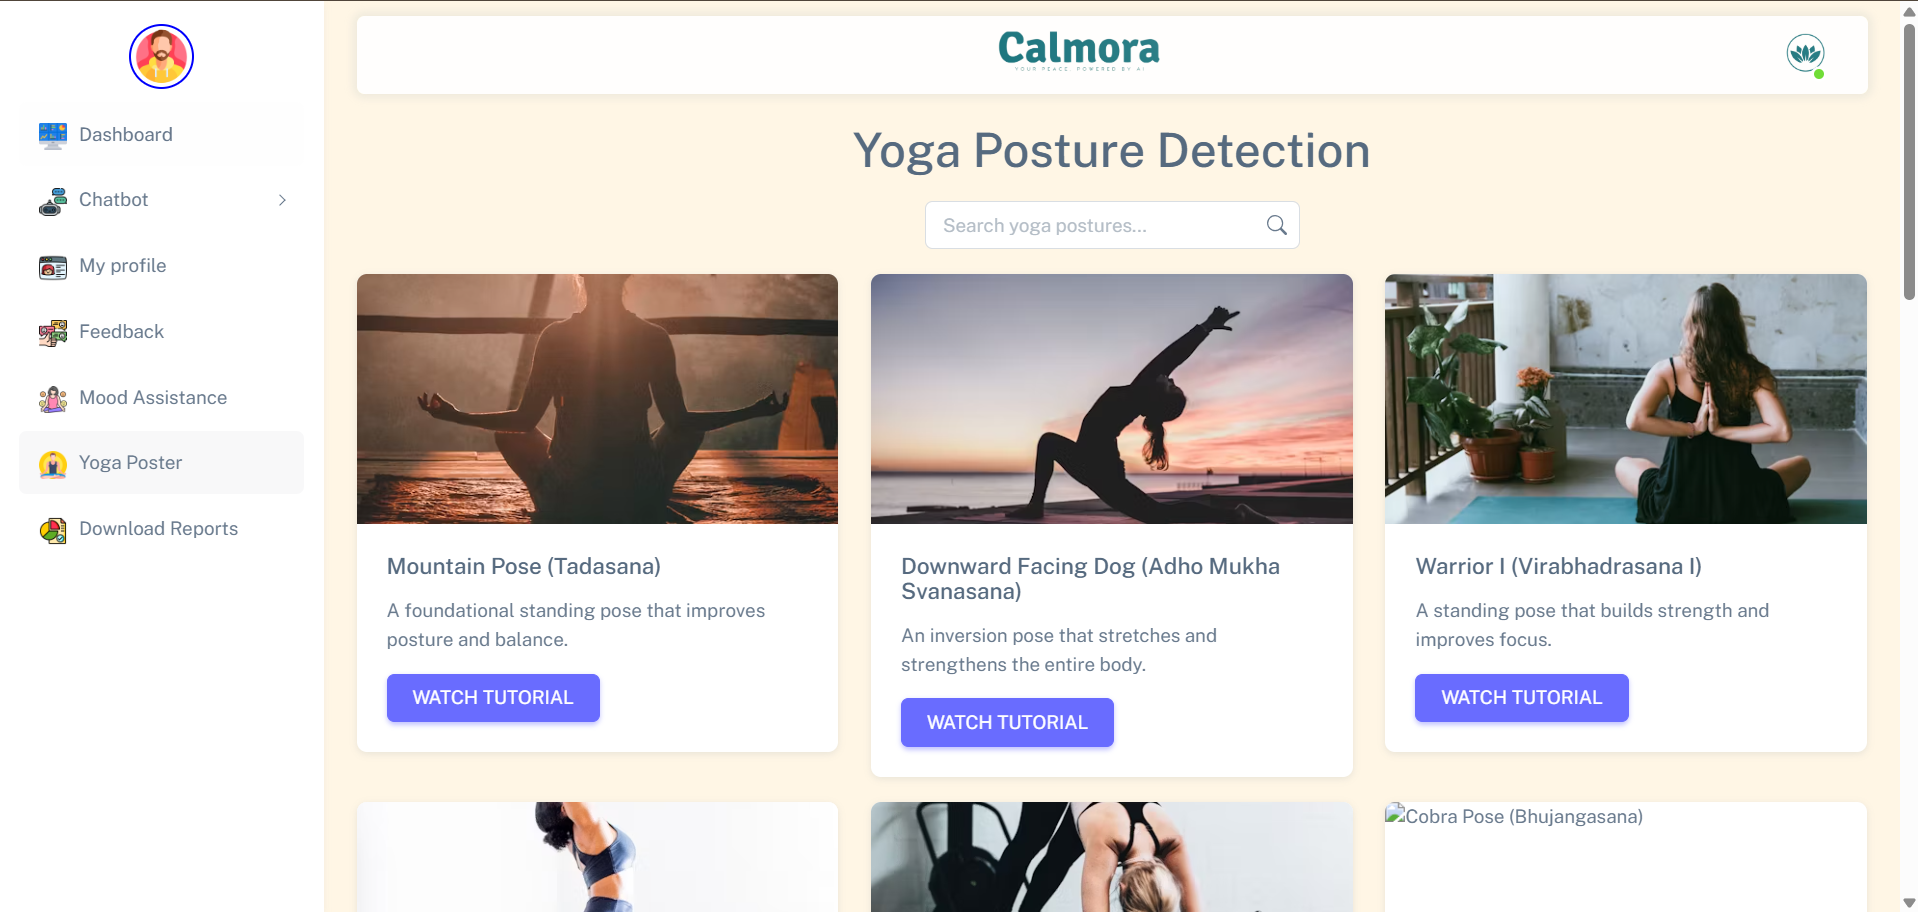 Calmora
YOUR PEACE, POWERED BY AI
Dashboard
Chatbot
My profile
Feedback
Mood Assistance
Yoga Poster
Download Reports
Yoga Posture Detection
Search yoga postures...
Mountain Pose (Tadasana)
A foundational standing pose that improves
posture and balance.
WATCH TUTORIAL
Downward Facing Dog (Adho Mukha
Svanasana)
An inversion pose that stretches and
strengthens the entire body.
WATCH TUTORIAL
Warrior I (Virabhadrasana I)
A standing pose that builds strength and
improves focus.
WATCH TUTORIAL
Cobra Pose (Bhujangasana)